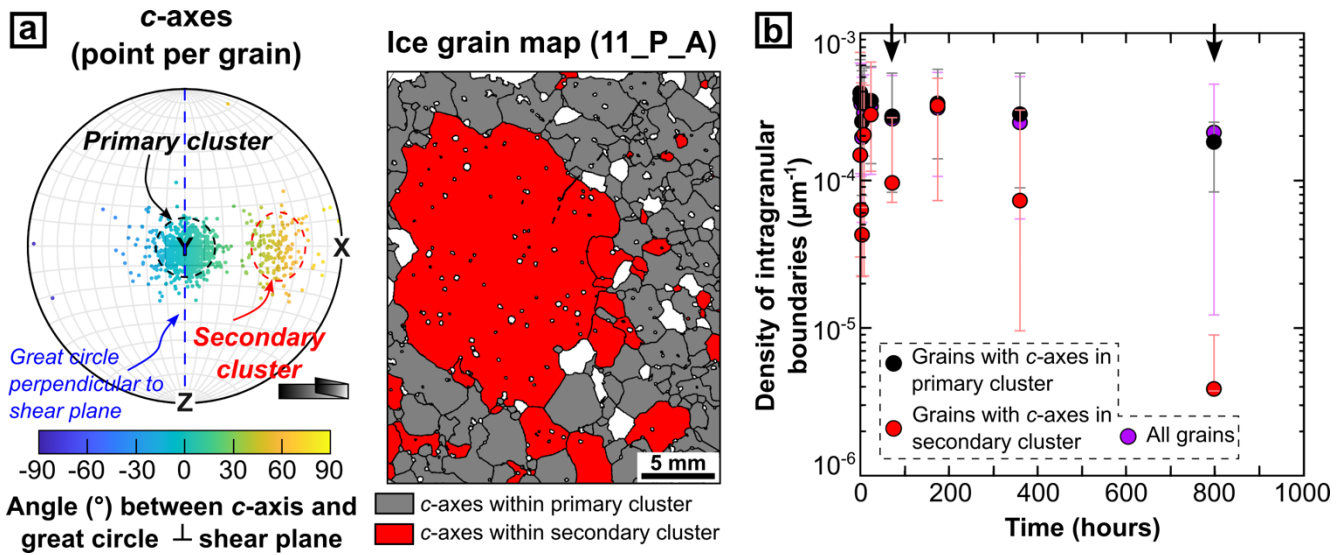 a
c-axes
(point per grain)
Primary cluster
Y
X
Secondary
cluster
Great circle
perpendicular to
shear plane
Z
-90 -60 -30 0 30 60 90
Angle (°) between c-axis and
great circle ⊥ shear plane
Ice grain map (11_P_A)
5 mm
c-axes within primary cluster
c-axes within secondary cluster
b
10-3
10-4
10-5
10-6
Density of intragranular
boundaries (µm-1)
Grains with c-axes in
primary cluster
Grains with c-axes in
secondary cluster
All grains
0 200 400 600 800 1000
Time (hours)